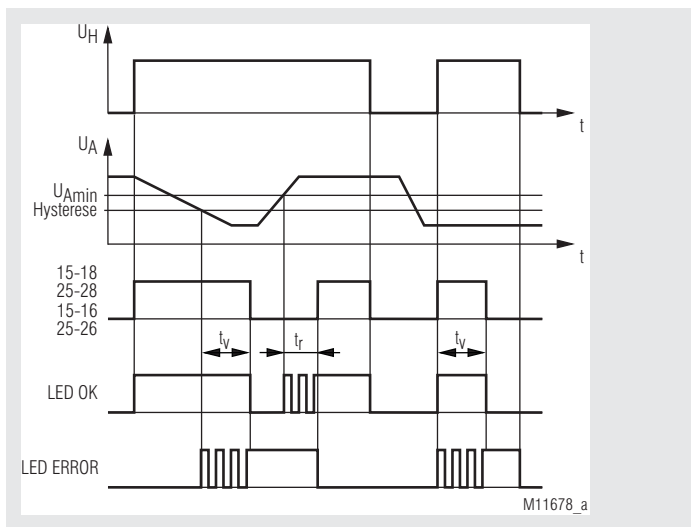 UH
t
UA
UAmin
Hysterese
t
15-18
25-28
15-16
25-26
tv
tr
tv
LED OK
LED ERROR
M11678_a